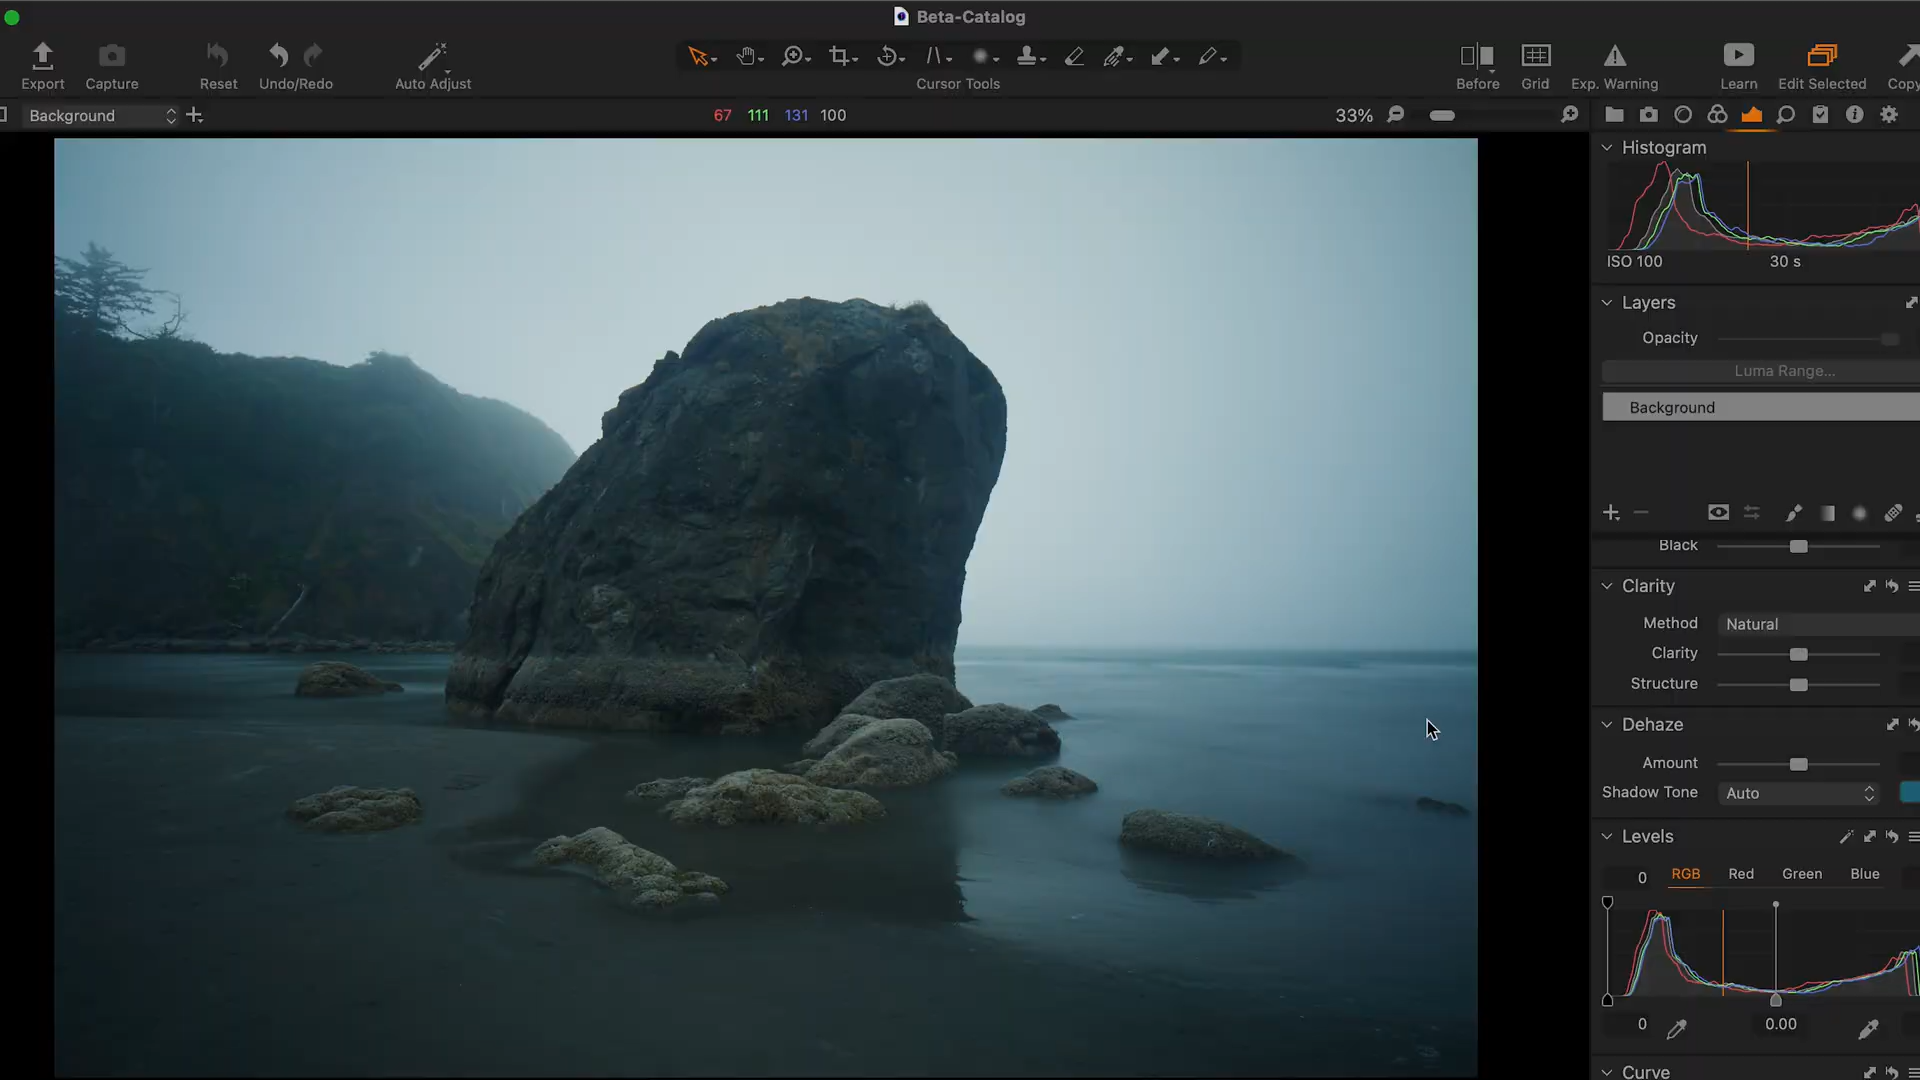 Beta-Catalog
Export
Capture
Reset
Undo/Redo
Auto Adjust
Cursor Tools
Before
Grid
Exp. Warning
Learn
Edit Selected
Copy
Background
67 111 131 100
33%
Histogram
ISO 100
30 s
Layers
Opacity
Luma Range...
Background
Black
Clarity
Method Natural
Clarity
Structure
Dehaze
Amount
Shadow Tone Auto
Levels
0 RGB Red Green Blue
0 0.00
Curve